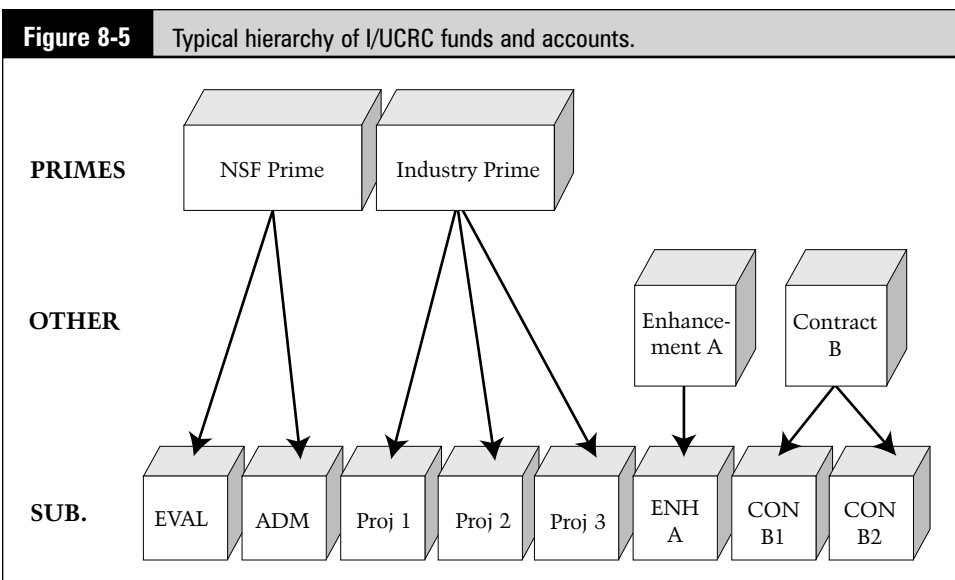 Figure 8-5 Typical hierarchy of I/UCRC funds and accounts.
PRIMES
NSF Prime
Industry Prime
OTHER
Enhance-
ment A
Contract
B
SUB.
EVAL
ADM
Proj 1
Proj 2
Proj 3
ENH
A
CON
B1
CON
B2